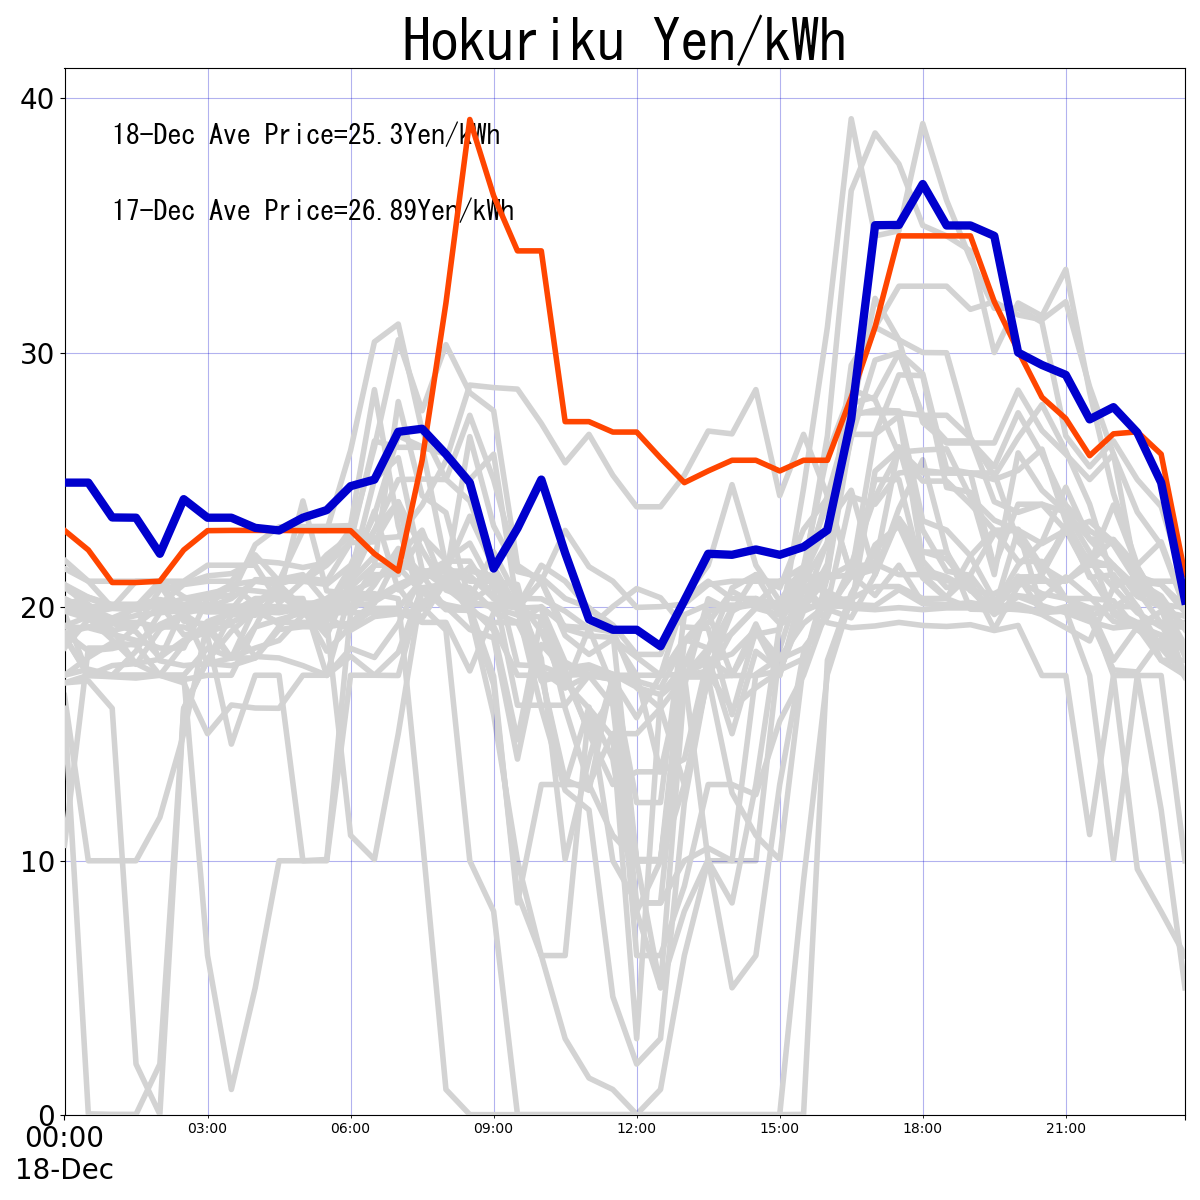 Hokuriku Yen/kWh
40
18-Dec Ave Price=25.3Yen/kWh
17-Dec Ave Price=26.89Yen/kWh
30
20
10
0
00:00 03:00 06:00 09:00 12:00 15:00 18:00 21:00
18-Dec